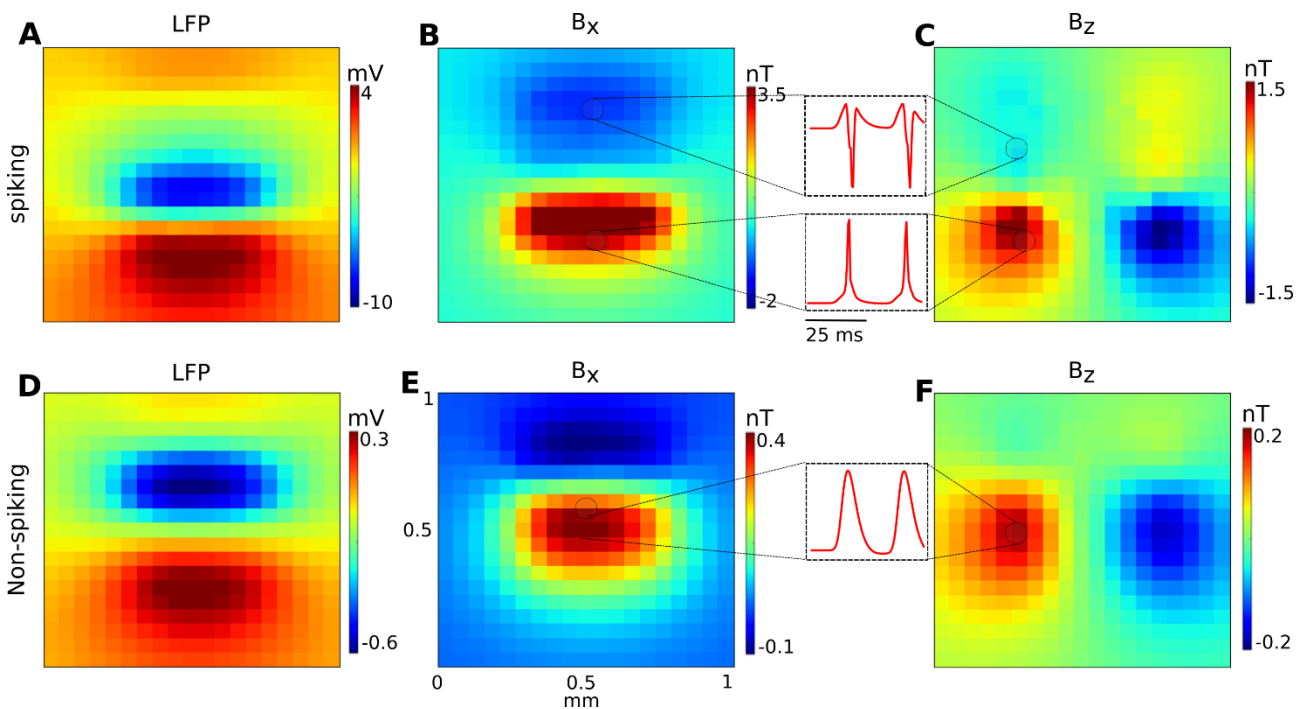 A LFP
mV
4
-10
spiking
B Bx
nT
3.5
-2
25 ms
C Bz
nT
1.5
-1.5
D LFP
mV
0.3
-0.6
Non-spiking
E Bx
1
0.5
0 0.5 1
mm
nT
0.4
-0.1
F Bz
nT
0.2
-0.2